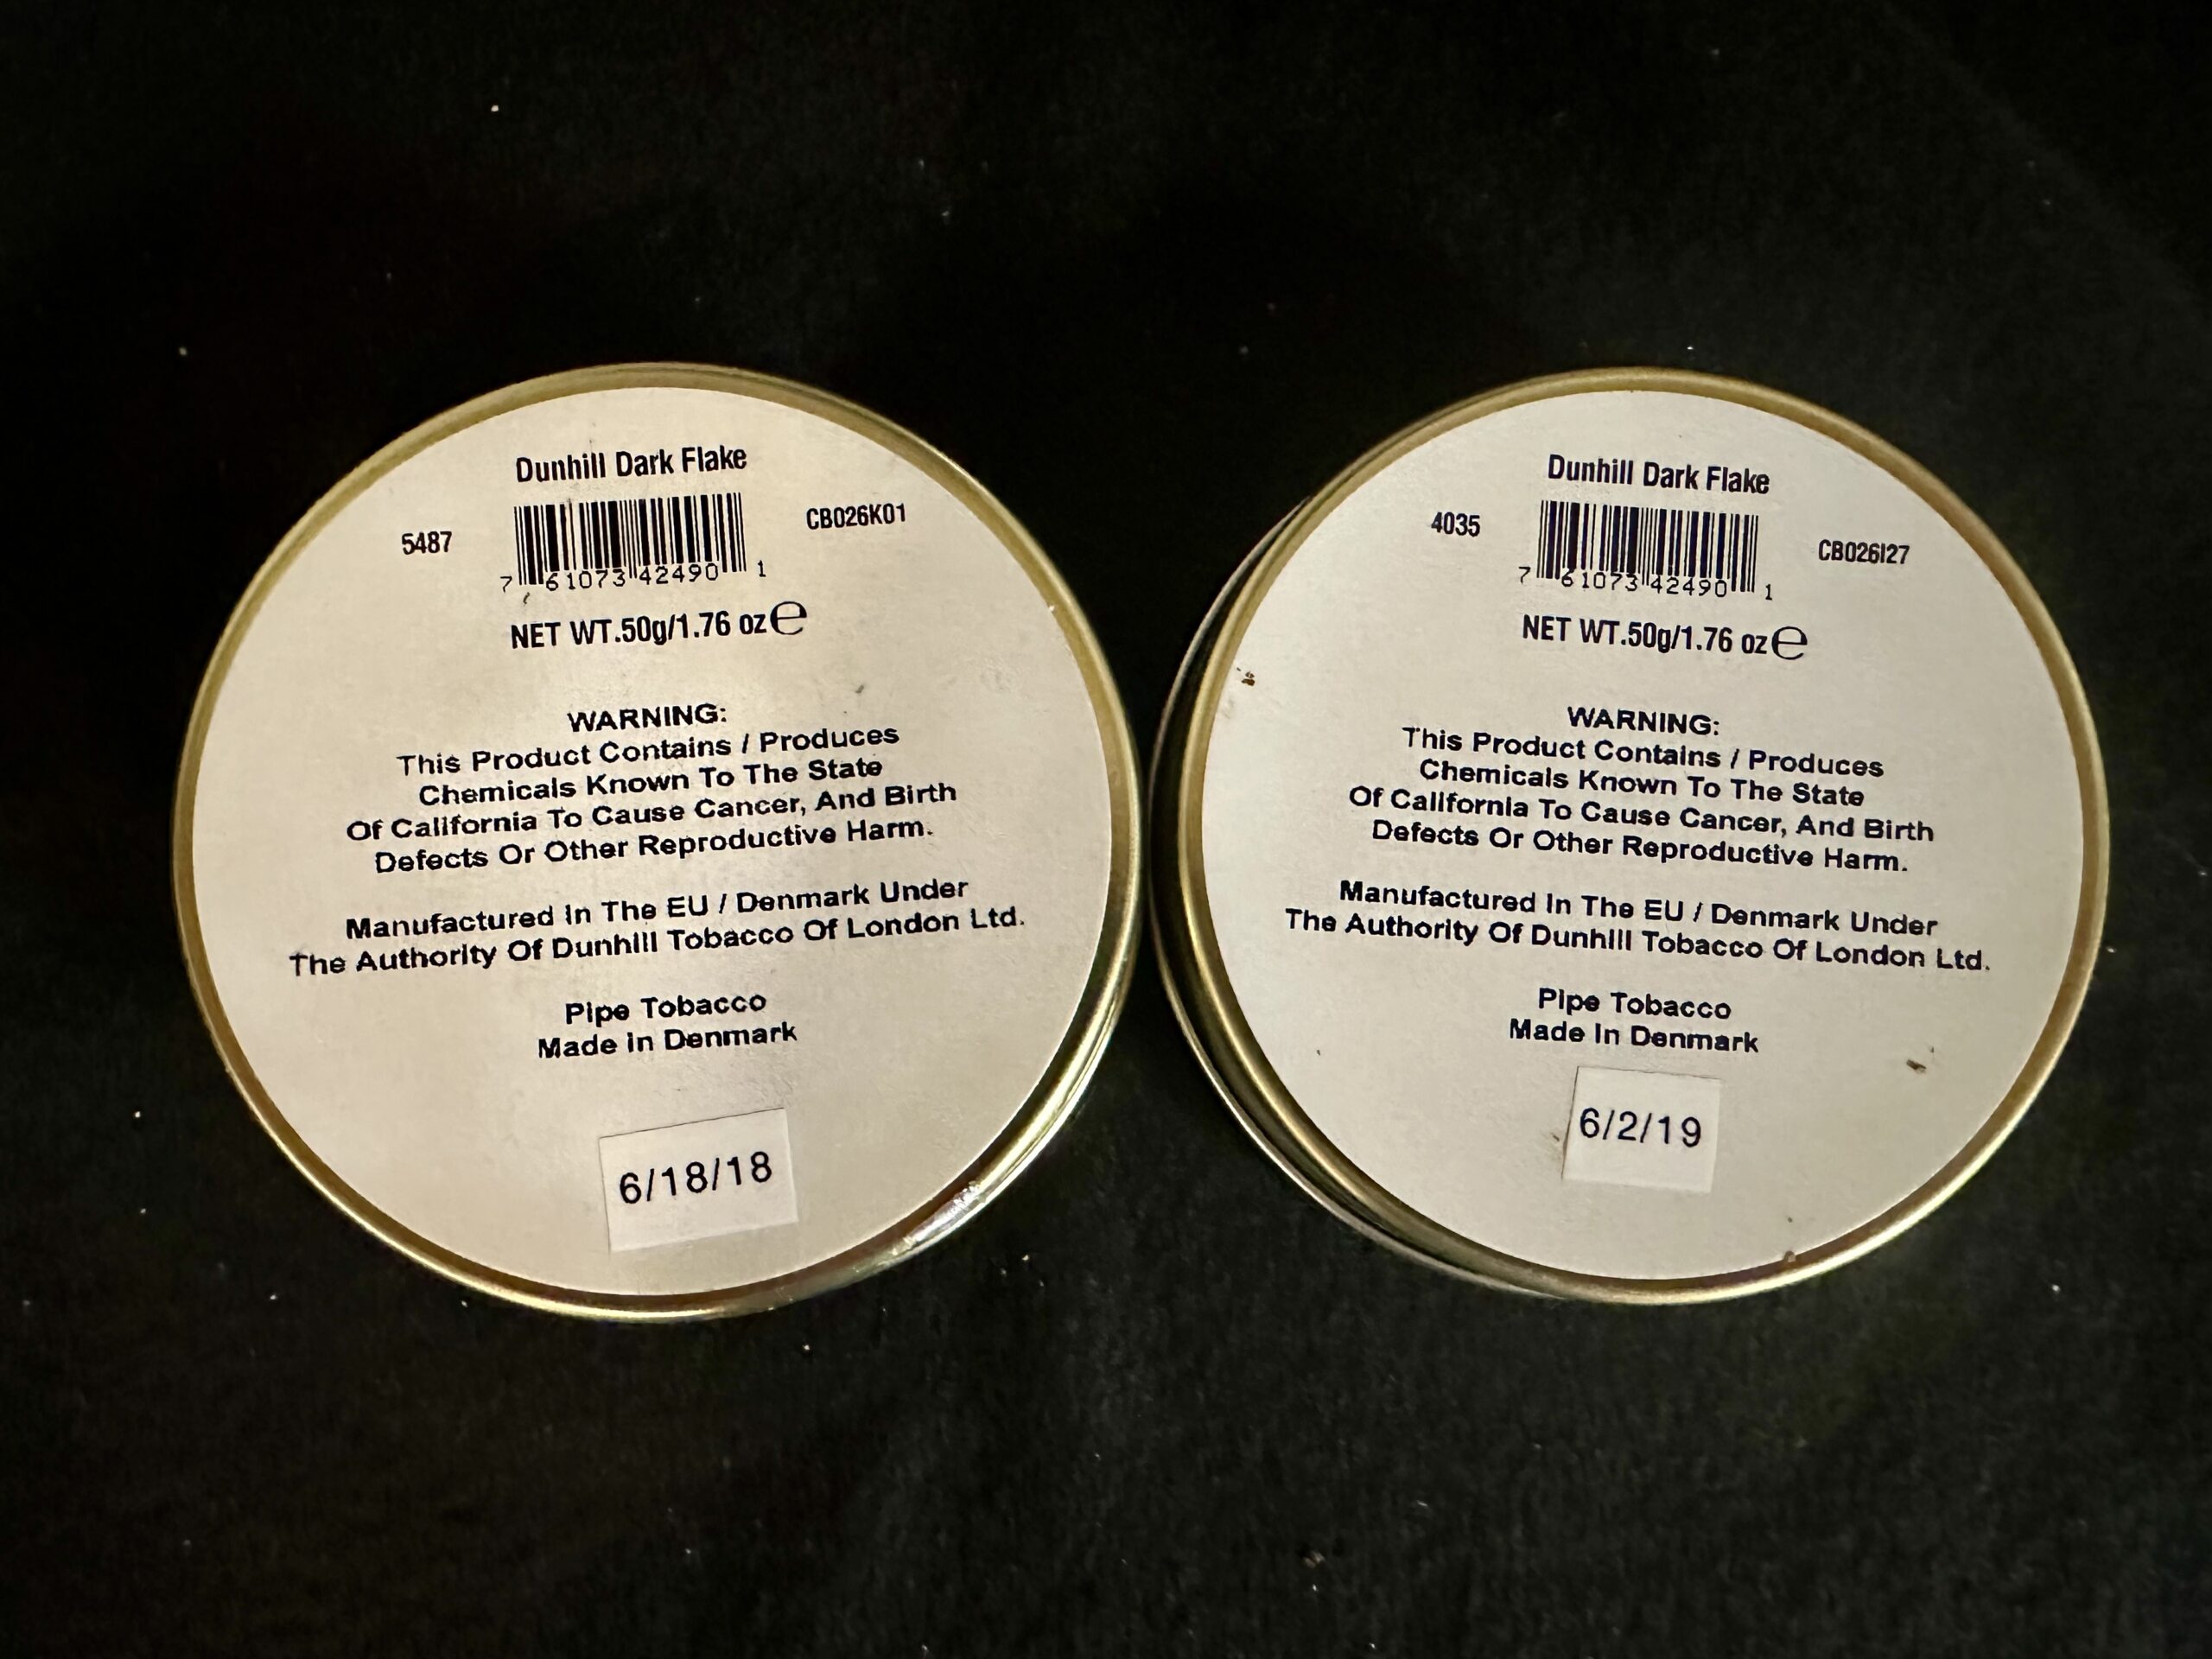 Dunhill Dark Flake
5487
CB026K01
7 61073 42490 1
NET WT.50g/1.76 oz℮
WARNING:
This Product Contains / Produces
Chemicals Known To The State
Of California To Cause Cancer, And Birth
Defects Or Other Reproductive Harm.
Manufactured In The EU / Denmark Under
The Authority Of Dunhill Tobacco Of London Ltd.
Pipe Tobacco
Made in Denmark
6/18/18
Dunhill Dark Flake
4035
CB026I27
7 61073 42490 1
NET WT.50g/1.76 oz℮
WARNING:
This Product Contains / Produces
Chemicals Known To The State
Of California To Cause Cancer, And Birth
Defects Or Other Reproductive Harm.
Manufactured In The EU / Denmark Under
The Authority Of Dunhill Tobacco Of London Ltd.
Pipe Tobacco
Made In Denmark
6/2/19